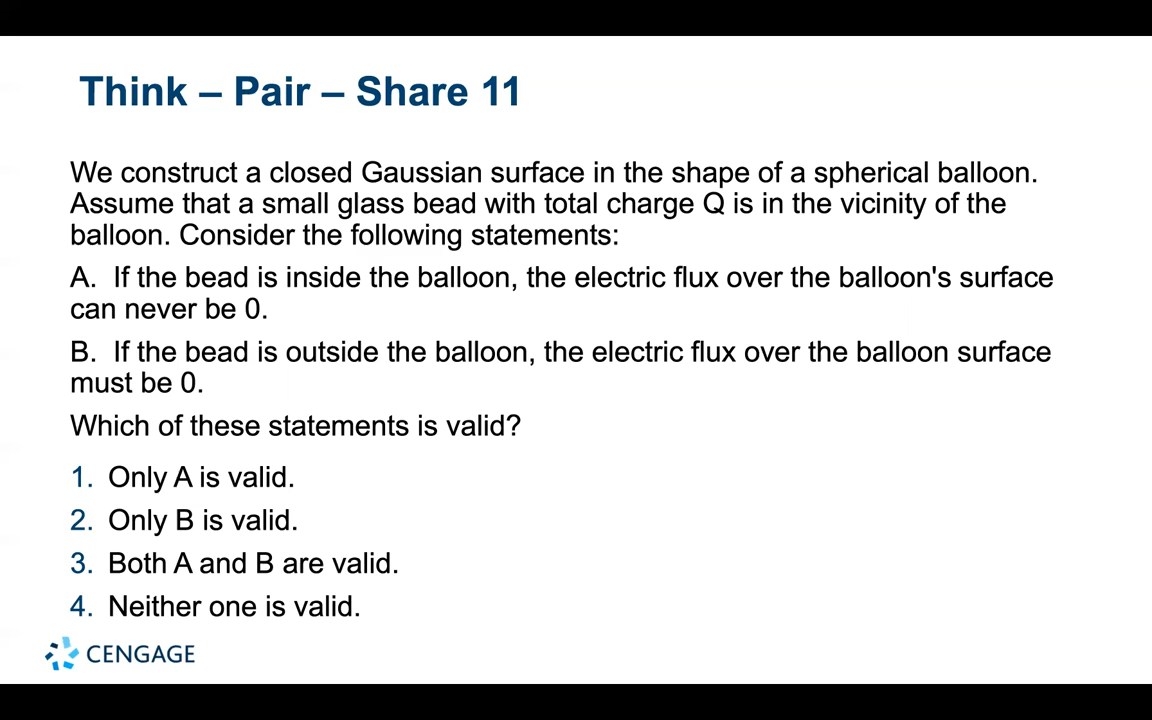 Think – Pair – Share 11
We construct a closed Gaussian surface in the shape of a spherical balloon.
Assume that a small glass bead with total charge Q is in the vicinity of the
balloon. Consider the following statements:
A. If the bead is inside the balloon, the electric flux over the balloon's surface
can never be 0.
B. If the bead is outside the balloon, the electric flux over the balloon surface
must be 0.
Which of these statements is valid?
1. Only A is valid.
2. Only B is valid.
3. Both A and B are valid.
4. Neither one is valid.
CENGAGE